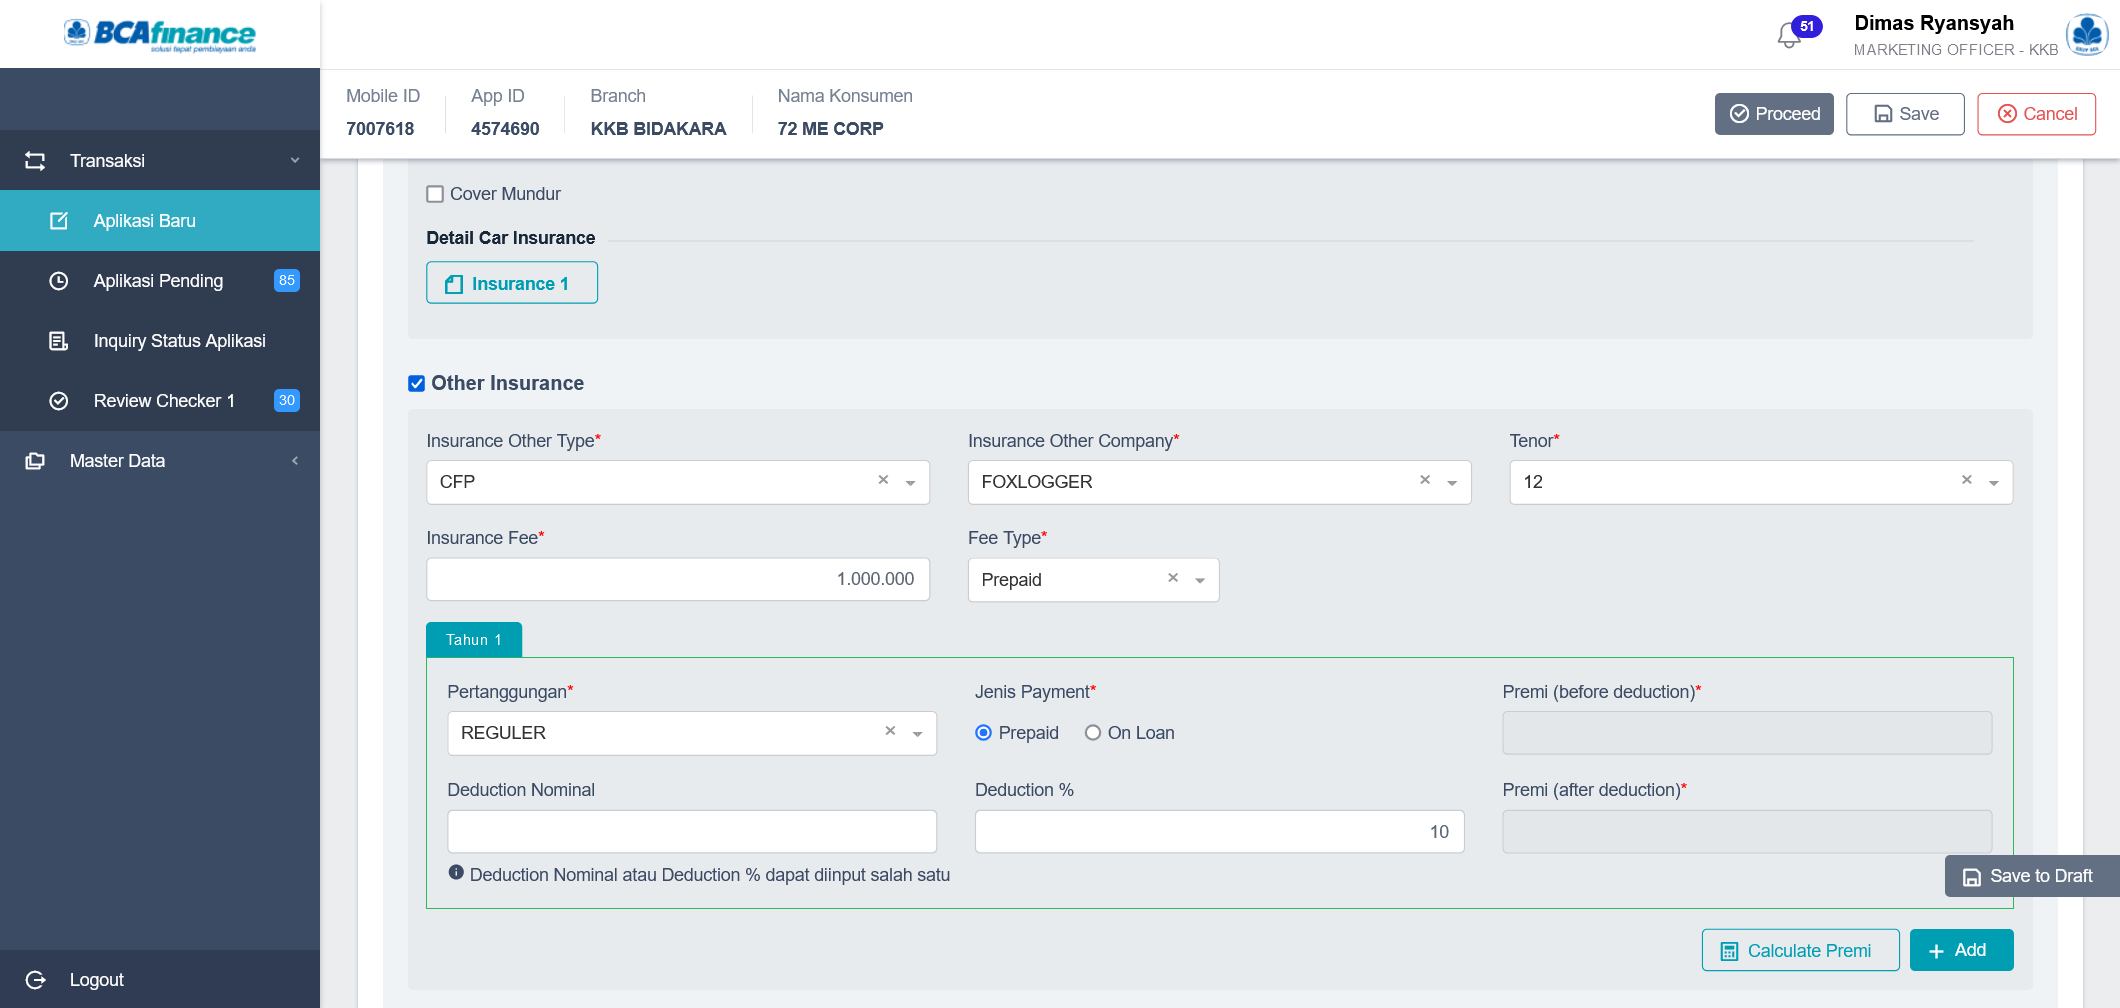 BCAfinance
solusi tepat pembiayaan anda
51
Dimas Ryansyah
MARKETING OFFICER - KKB
Mobile ID
7007618
App ID
4574690
Branch
KKB BIDAKARA
Nama Konsumen
72 ME CORP
Proceed
Save
Cancel
Transaksi
Aplikasi Baru
Aplikasi Pending
85
Inquiry Status Aplikasi
Review Checker 1
30
Master Data
Logout
Cover Mundur
Detail Car Insurance
Insurance 1
Other Insurance
Insurance Other Type*
CFP
Insurance Other Company*
FOXLOGGER
Tenor*
12
Insurance Fee*
1.000.000
Fee Type*
Prepaid
Tahun 1
Pertanggungan*
REGULER
Jenis Payment*
Prepaid
On Loan
Premi (before deduction)*
Deduction Nominal
Deduction %
10
Premi (after deduction)*
Deduction Nominal atau Deduction % dapat diinput salah satu
Save to Draft
Calculate Premi
Add